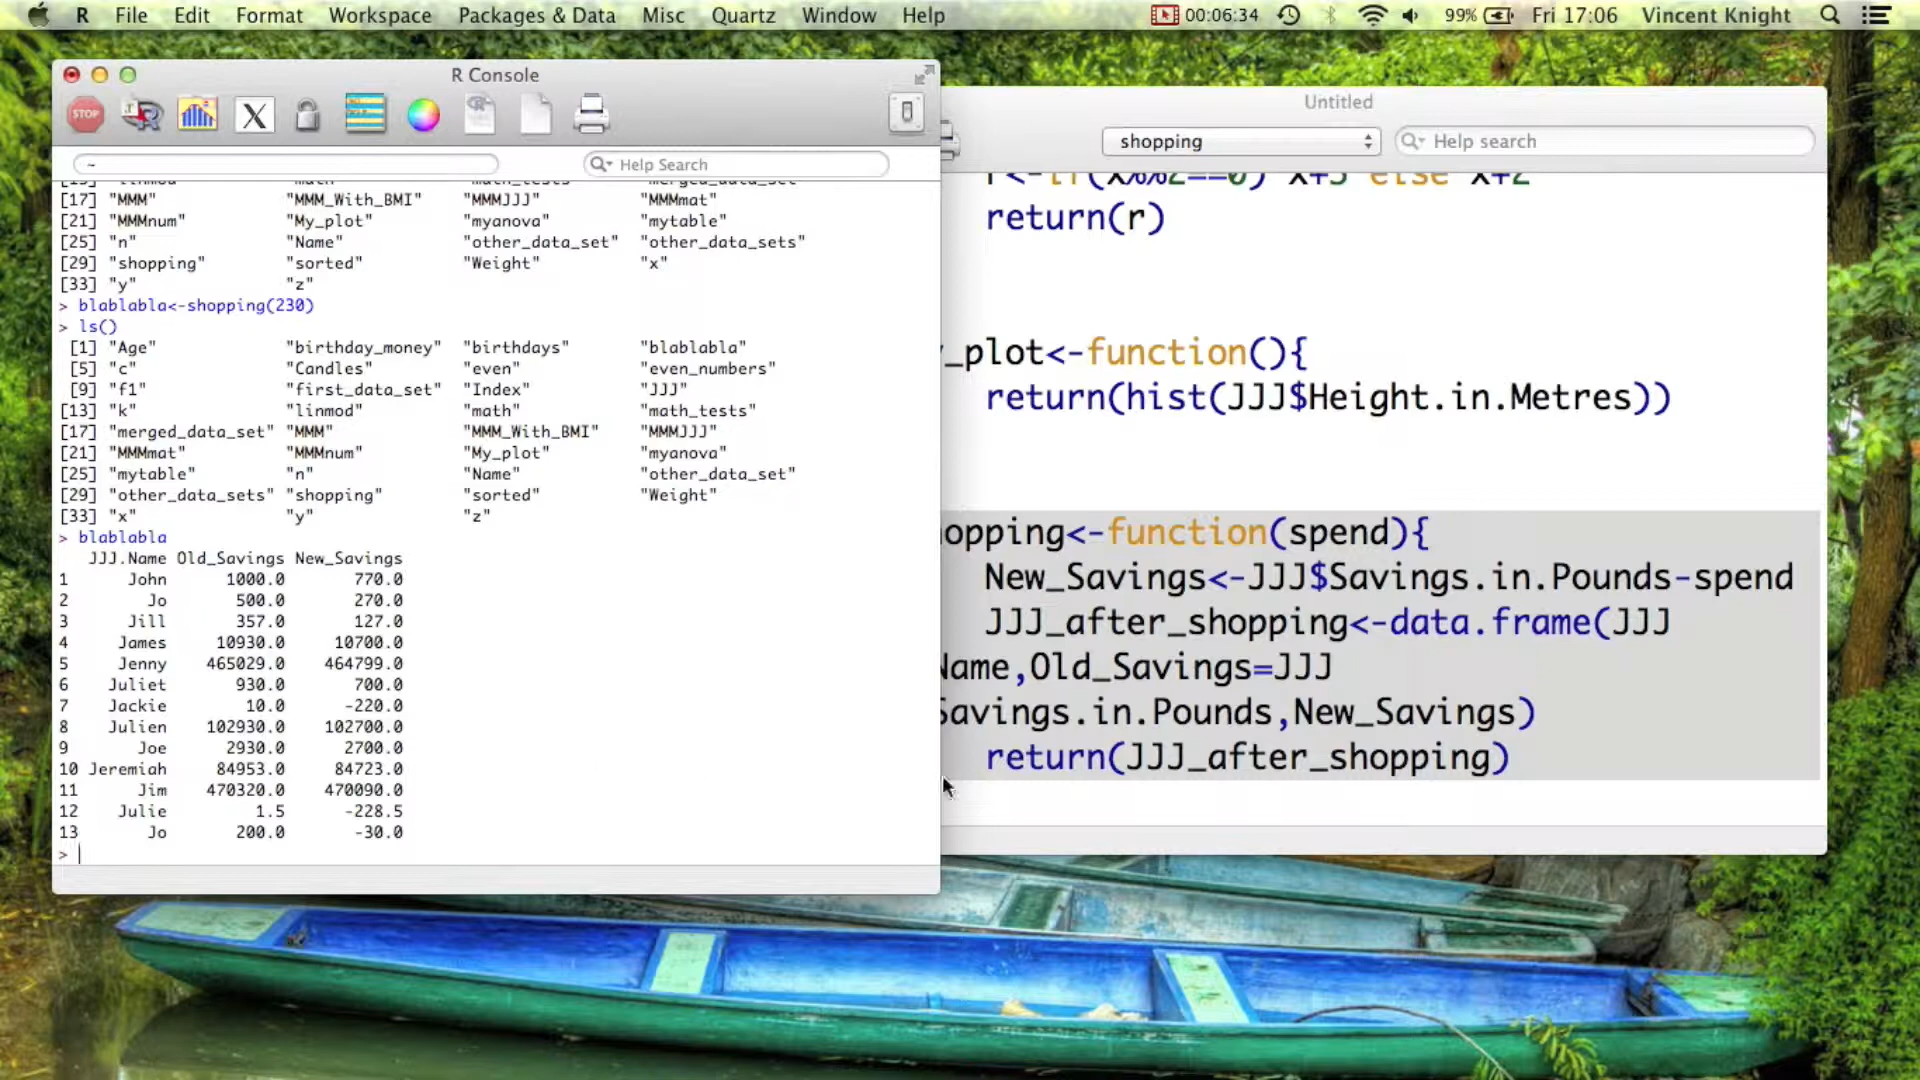 R File Edit Format Workspace Packages & Data Misc Quartz Window Help 00:06:34 99% Fri 17:06 Vincent Knight
R Console
STOP
~ Help Search
[17] "MMM" "MMM_With_BMI" "MMMJJJ" "MMMmat"
[21] "MMMnum" "My_plot" "myanova" "mytable"
[25] "n" "Name" "other_data_set" "other_data_sets"
[29] "shopping" "sorted" "Weight" "x"
[33] "y" "z"
> blablabla<-shopping(230)
> ls()
[1] "Age" "birthday_money" "birthdays" "blablabla"
[5] "c" "Candles" "even" "even_numbers"
[9] "f1" "first_data_set" "Index" "JJJ"
[13] "k" "linmod" "math" "math_tests"
[17] "merged_data_set" "MMM" "MMM_With_BMI" "MMMJJJ"
[21] "MMMmat" "MMMnum" "My_plot" "myanova"
[25] "mytable" "n" "Name" "other_data_set"
[29] "other_data_sets" "shopping" "sorted" "Weight"
[33] "x" "y" "z"
> blablabla
JJJ.Name Old_Savings New_Savings
1 John 1000.0 770.0
2 Jo 500.0 270.0
3 Jill 357.0 127.0
4 James 10930.0 10700.0
5 Jenny 465029.0 464799.0
6 Juliet 930.0 700.0
7 Jackie 10.0 -220.0
8 Julien 102930.0 102700.0
9 Joe 2930.0 2700.0
10 Jeremiah 84953.0 84723.0
11 Jim 470320.0 470090.0
12 Julie 1.5 -228.5
13 Jo 200.0 -30.0
>
Untitled
shopping Help search
r<-if(x%%2==0) x+3 else x+2
return(r)
_plot<-function(){
return(hist(JJJ$Height.in.Metres))
opping<-function(spend){
New_Savings<-JJJ$Savings.in.Pounds-spend
JJJ_after_shopping<-data.frame(JJJ
Name,Old_Savings=JJJ
Savings.in.Pounds,New_Savings)
return(JJJ_after_shopping)